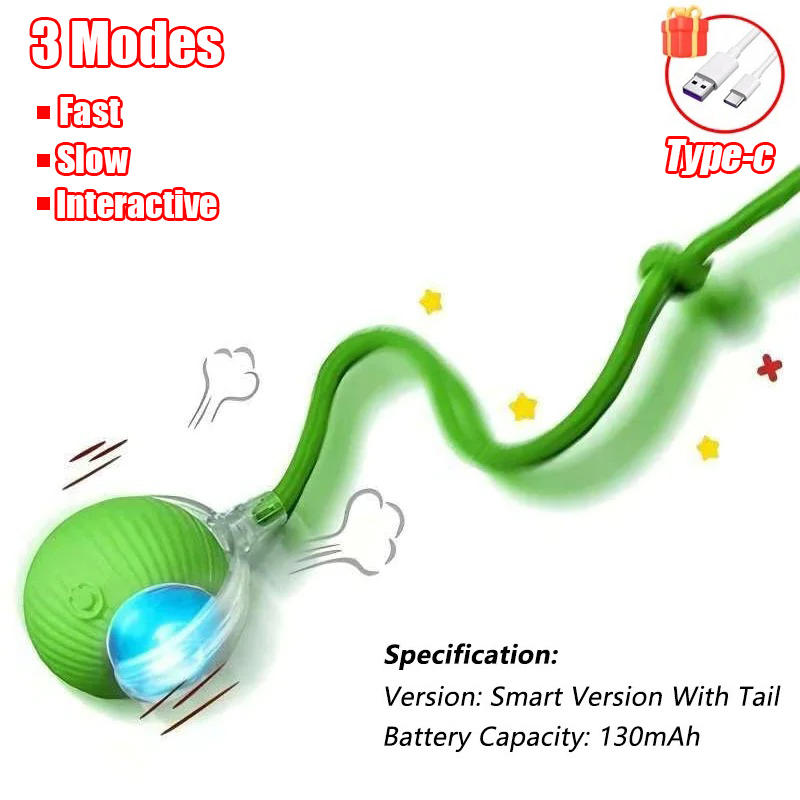 3 Modes
Fast
Slow
Interactive
Type-c
Specification:
Version: Smart Version With Tail
Battery Capacity: 130mAh